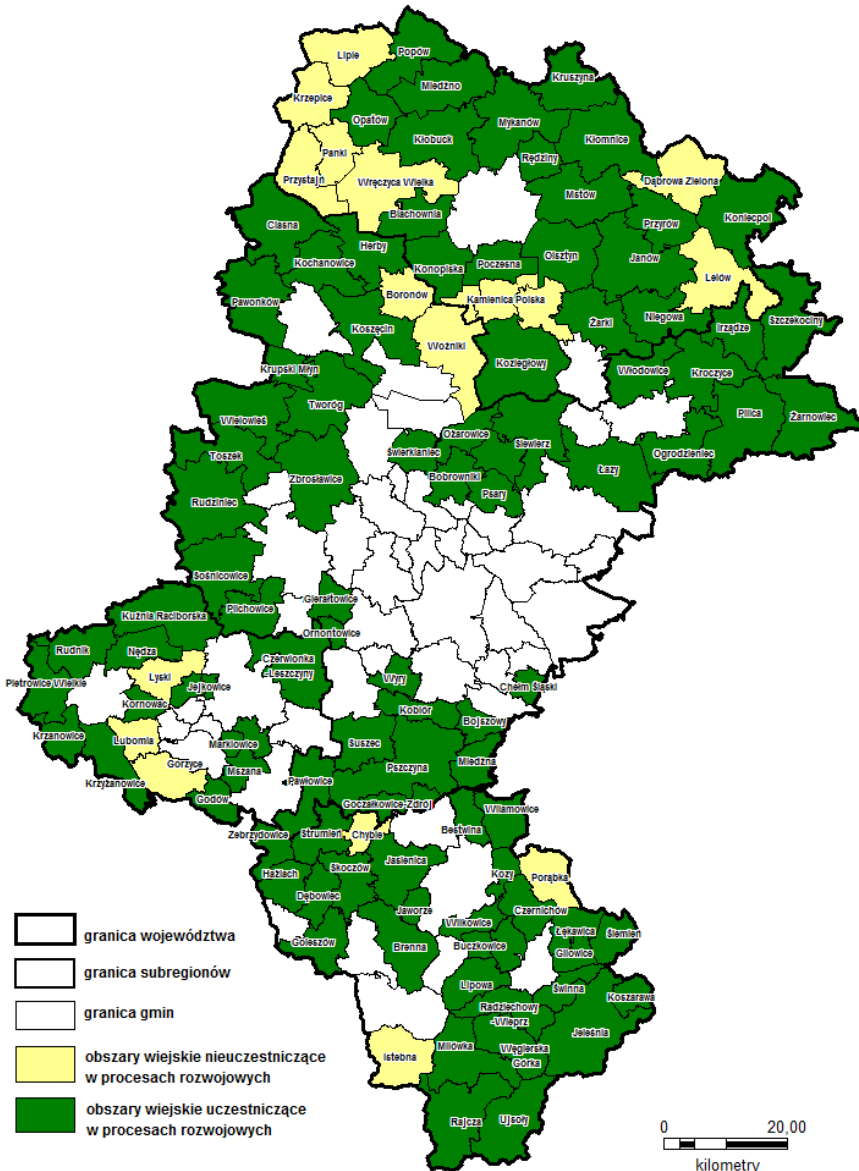 Lipie
Popów
Miedźno
Kruszyna
Krzepice
Opatów
Mykanów
Kłobuck
Kłomnice
Panki
Rędziny
Przystajń
Wręczyca Wielka
Dąbrowa Zielona
Mstów
Blachownia
Przyrów
Koniecpol
Ciasna
Herby
Kochanowice
Konopiska
Poczesna
Olsztyn
Janów
Lelów
Pawonków
Boronów
Kamienica Polska
Koszęcin
Żarki
Niegowa
Irządze
Szczekociny
Woźniki
Krupski Młyn
Koziegłowy
Włodowice
Kroczyce
Tworóg
Pilica
Żarnowiec
Wielowieś
Ożarowice
Siewierz
Toszek
Świerklaniec
Ogrodzieniec
Zbrosławice
Bobrowniki
Łazy
Rudziniec
Psary
Sośnicowice
Gierałtowice
Pilchowice
Kuźnia Raciborska
Ornontowice
Rudnik
Nędza
Czerwionka
-Leszczyny
Pietrowice Wielkie
Lyski
Jejkowice
Wyry
Chełm Śląski
Kornowac
Kobiór
Bojszowy
Krzanowice
Lubomia
Marklowice
Suszec
Gorzyce
Mszana
Pszczyna
Miedźna
Krzyżanowice
Pawłowice
Godów
Goczałkowice-Zdrój
Wilamowice
Zebrzydowice
Strumień
Chybie
Bestwina
Hażlach
Skoczów
Jasienica
Kozy
Porąbka
Dębowiec
Jaworze
Czernichów
Wilkowice
Łękawica
Ślemień
Goleszów
Brenna
Buczkowice
Gilowice
Lipowa
Świnna
Radziechowy
-Wieprz
Koszarawa
Jeleśnia
Istebna
Milówka
Węgierska
Górka
Rajcza
Ujsoły
granica województwa
granica subregionów
granica gmin
obszary wiejskie nieuczestniczące
w procesach rozwojowych
obszary wiejskie uczestniczące
w procesach rozwojowych
0 20,00
kilometry